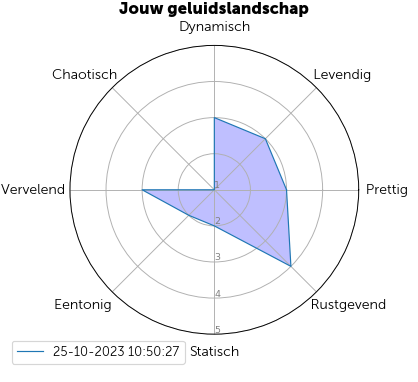 Jouw geluidslandschap
Dynamisch
Chaotisch
Levendig
Vervelend
Prettig
1
2
3
4
5
Eentonig
Rustgevend
Statisch
25-10-2023 10:50:27